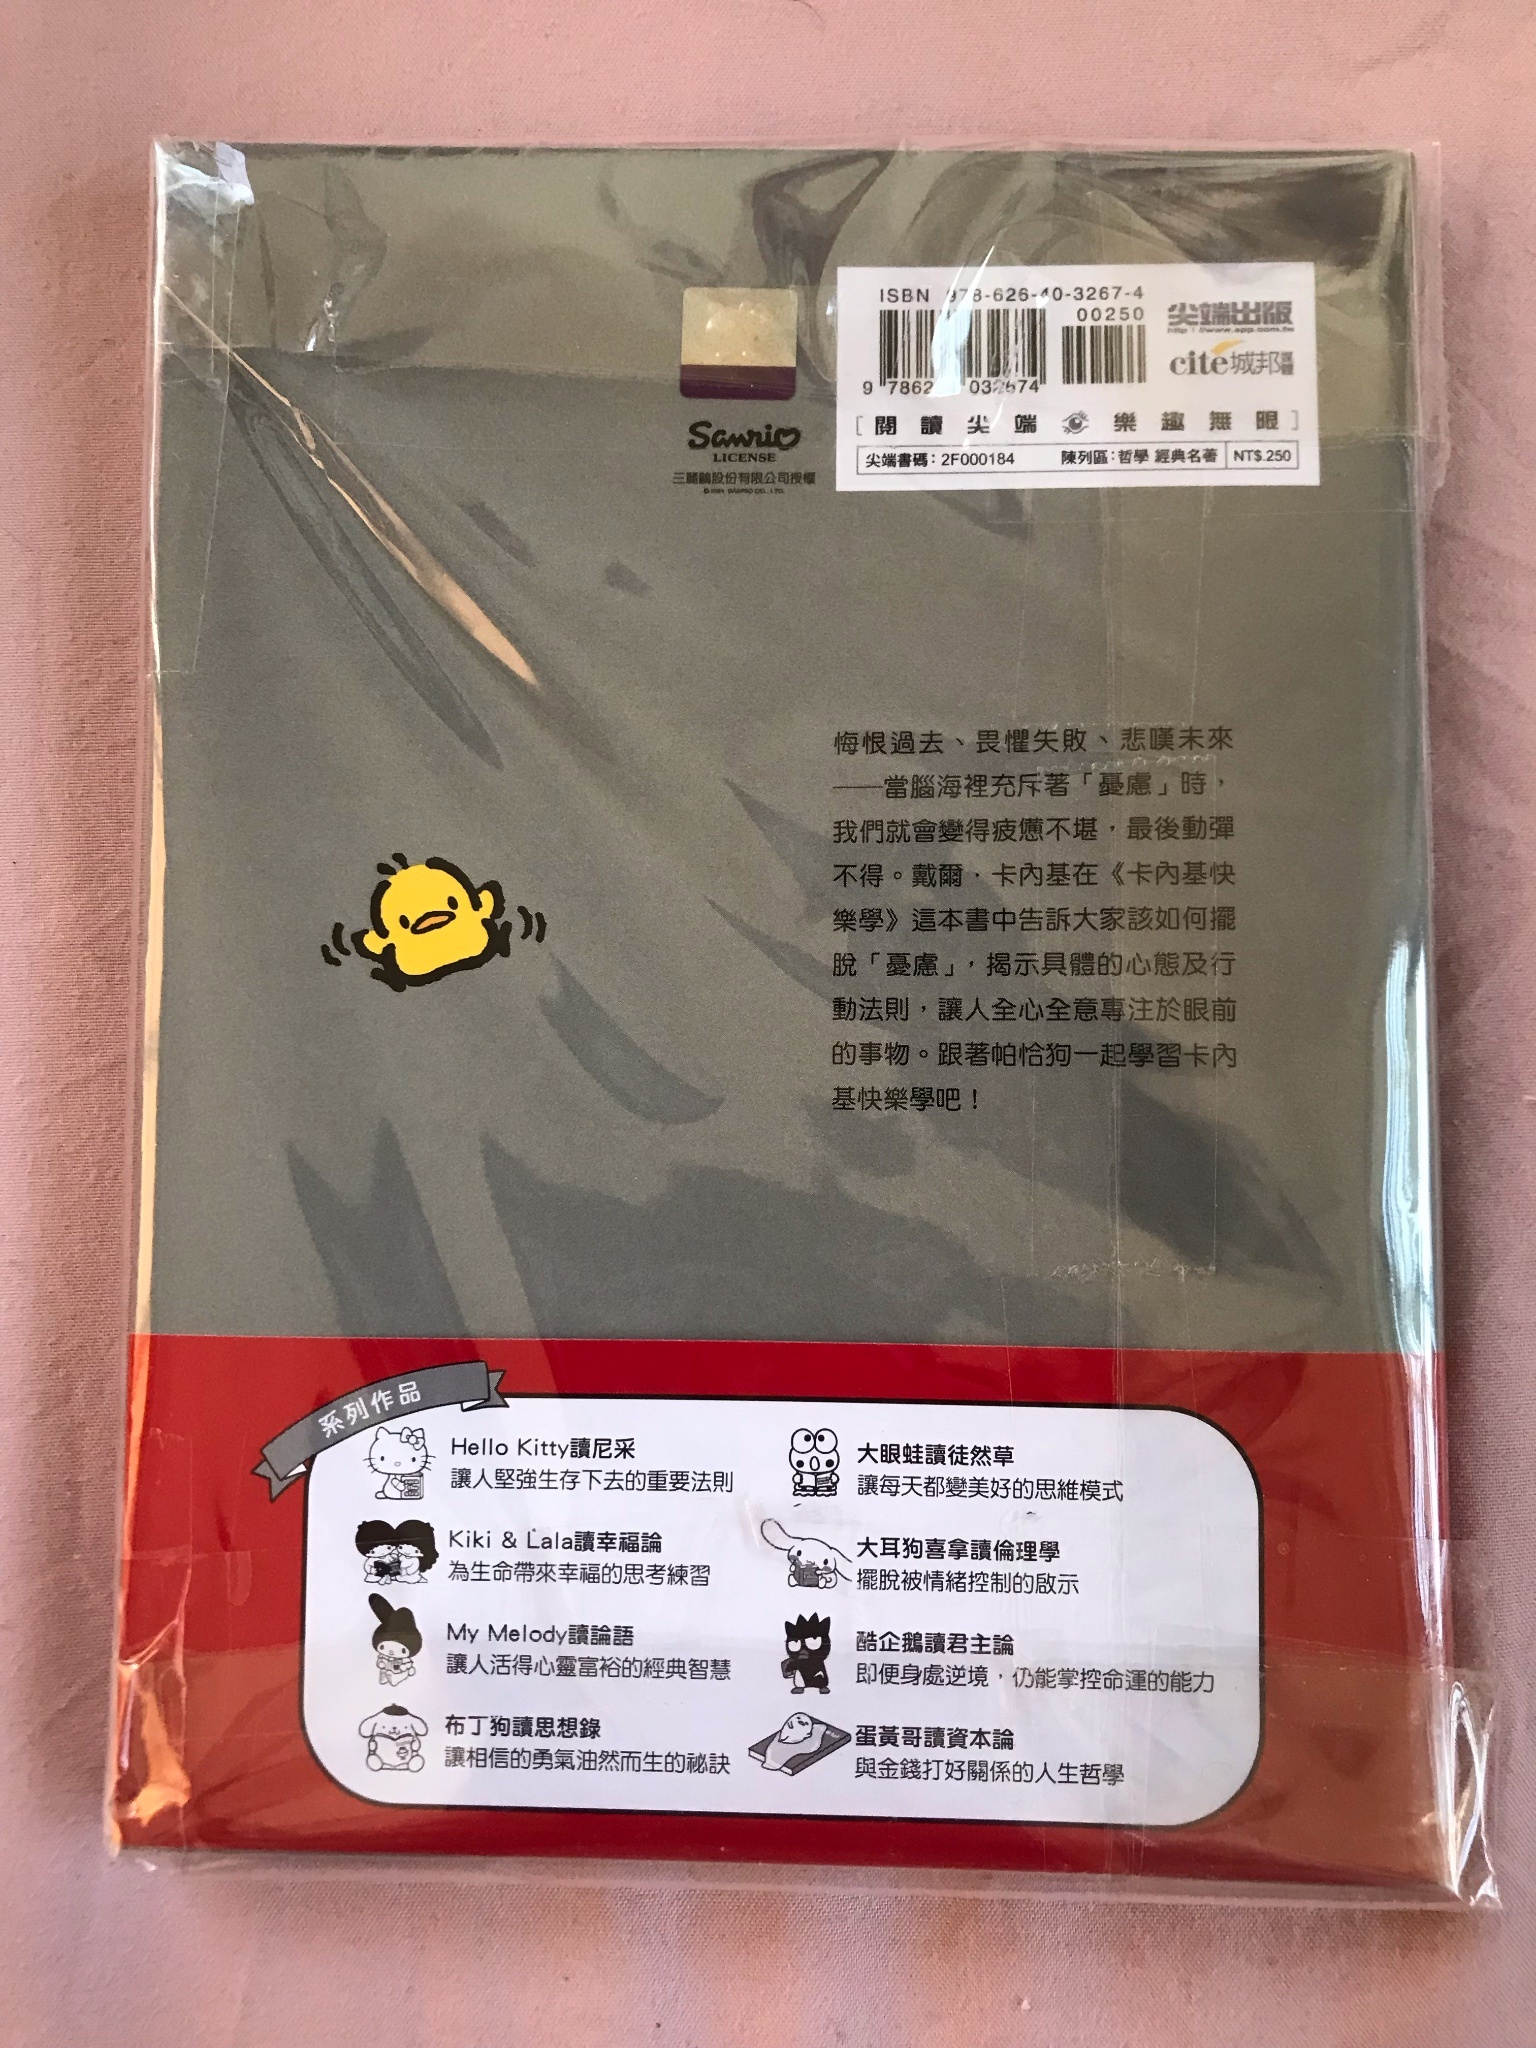 ISBN 978-626-40-3267-4
00250
尖端出版
http://www.spp.com.tw
cité城邦
[閱讀尖端 樂趣無限]
尖端書碼：2F000184 陳列區：哲學 經典名著 NT$.250
Sanrio
LICENSE
三麗鷗股份有限公司授權
悔恨過去、畏懼失敗、悲嘆未來
——當腦海裡充斥著「憂慮」時，
我們就會變得疲憊不堪，最後動彈
不得。戴爾．卡內基在《卡內基快
樂學》這本書中告訴大家該如何擺
脫「憂慮」，揭示具體的心態及行
動法則，讓人全心全意專注於眼前
的事物。跟著帕恰狗一起學習卡內
基快樂學吧！
系列作品
Hello Kitty讀尼采
讓人堅強生存下去的重要法則
Kiki & Lala讀幸福論
為生命帶來幸福的思考練習
My Melody讀論語
讓人活得心靈富裕的經典智慧
布丁狗讀思想錄
讓相信的勇氣油然而生的祕訣
大眼蛙讀徒然草
讓每天都變美好的思維模式
大耳狗喜拿讀倫理學
擺脫被情緒控制的啟示
酷企鵝讀君主論
即便身處逆境，仍能掌控命運的能力
蛋黃哥讀資本論
與金錢打好關係的人生哲學